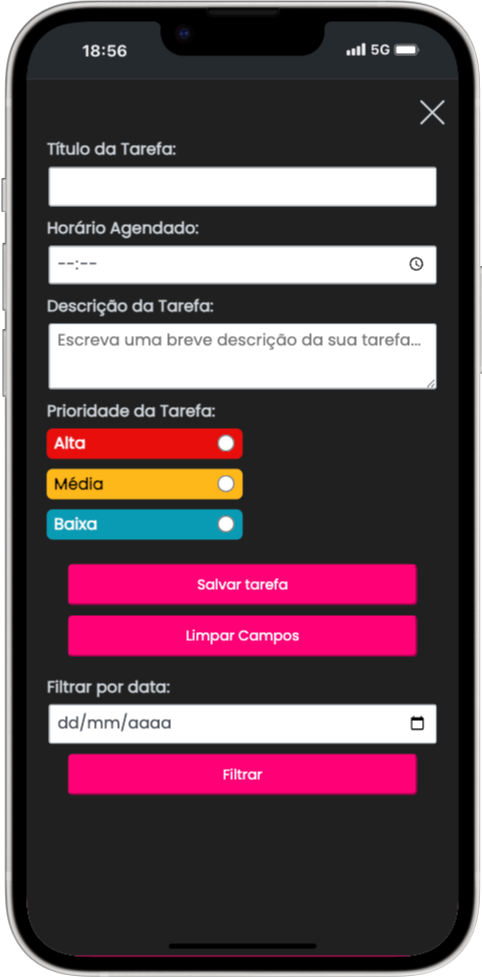 18:56
5G
Título da Tarefa:
Horário Agendado:
--:--
Descrição da Tarefa:
Escreva uma breve descrição da sua tarefa...
Prioridade da Tarefa:
Alta
Média
Baixa
Salvar tarefa
Limpar Campos
Filtrar por data:
dd/mm/aaaa
Filtrar